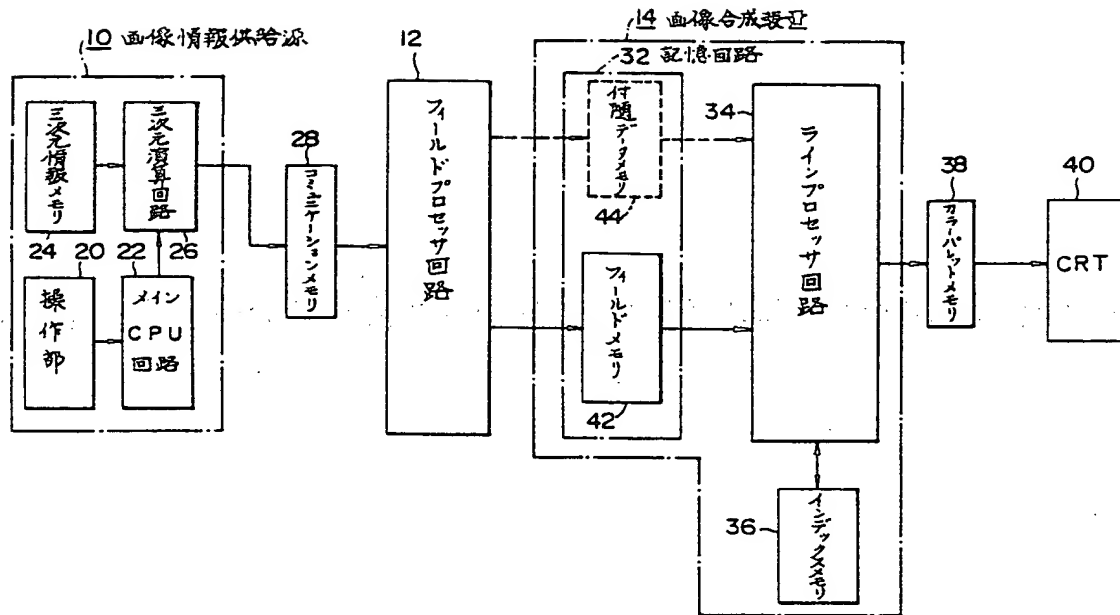 10 画像情報供給源
三次元情報メモリ
24
三次元演算回路
26
20
操作部
22
メイン
CPU
回路
28
コミュニケーションメモリ
12
フィールドプロセッサ回路
14 画像合成装置
32 記憶回路
付随データメモリ
44
フィールドメモリ
42
34
ラインプロセッサ回路
36
インデックスメモリ
38
カラーパレットメモリ
40
CRT